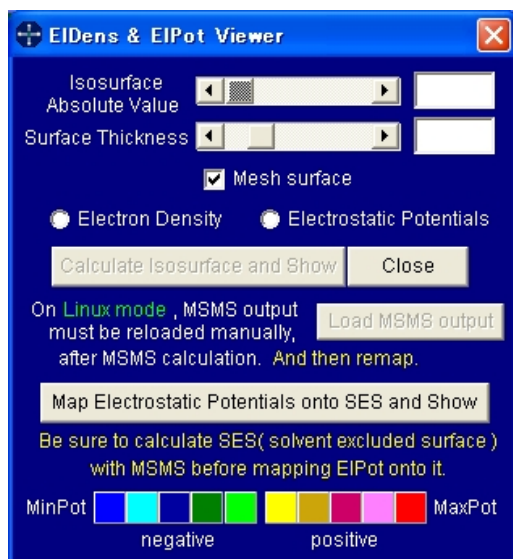 ElDens & ElPot Viewer
Isosurface
Absolute Value
Surface Thickness
Mesh surface
Electron Density Electrostatic Potentials
Calculate Isosurface and Show Close
On Linux mode , MSMS output
must be reloaded manually,
after MSMS calculation. And then remap.
Load MSMS output
Map Electrostatic Potentials onto SES and Show
Be sure to calculate SES( solvent excluded surface )
with MSMS before mapping ElPot onto it.
MinPot MaxPot
negative positive